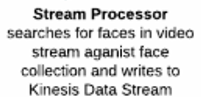 Stream Processor
searches for faces in video
stream aganist face
collection and writes to
Kinesis Data Stream